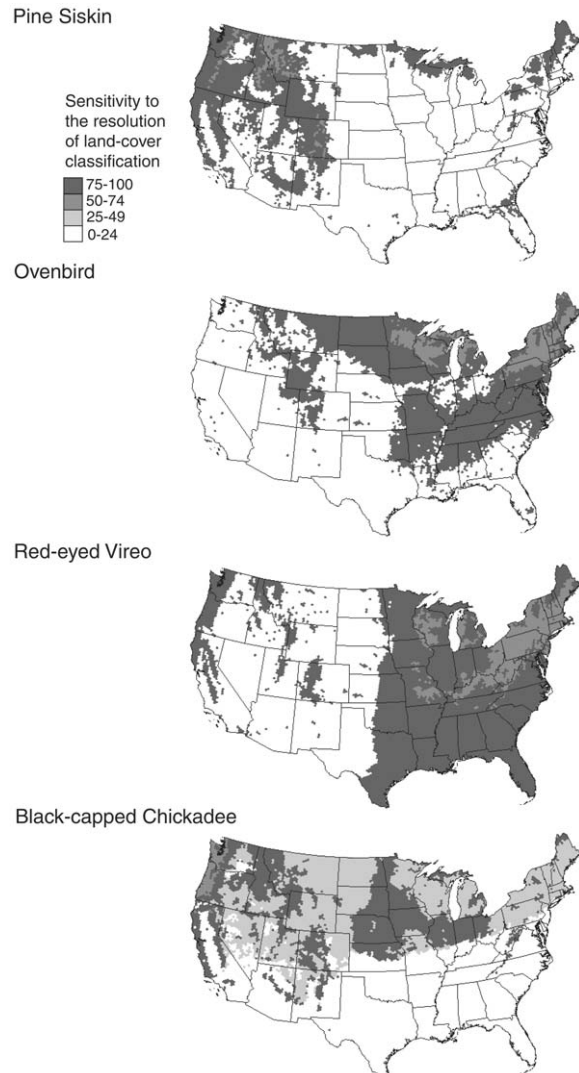 Pine Siskin
Sensitivity to
the resolution
of land-cover
classification
75-100
50-74
25-49
0-24
Ovenbird
Red-eyed Vireo
Black-capped Chickadee